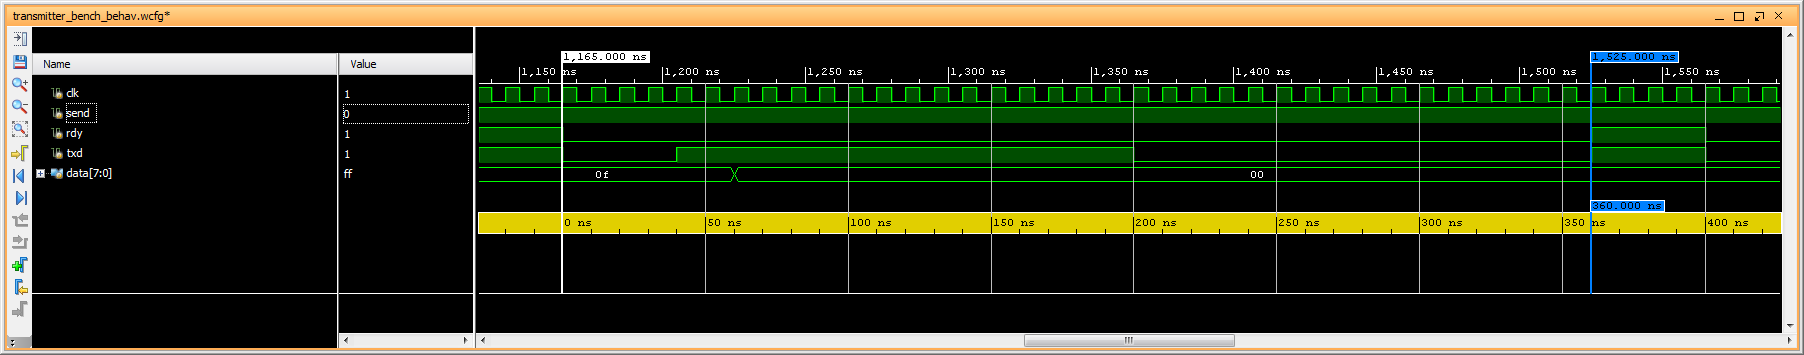 transmitter_bench_behav.wcfg*
Name
Value
1,165.000 ns
1,525.000 ns
1,150 ns
1,200 ns
1,250 ns
1,300 ns
1,350 ns
1,400 ns
1,450 ns
1,500 ns
1,550 ns
clk
1
send
0
rdy
1
txd
1
data[7:0]
ff
0f
00
360.000 ns
0 ns
50 ns
100 ns
150 ns
200 ns
250 ns
300 ns
350 ns
400 ns